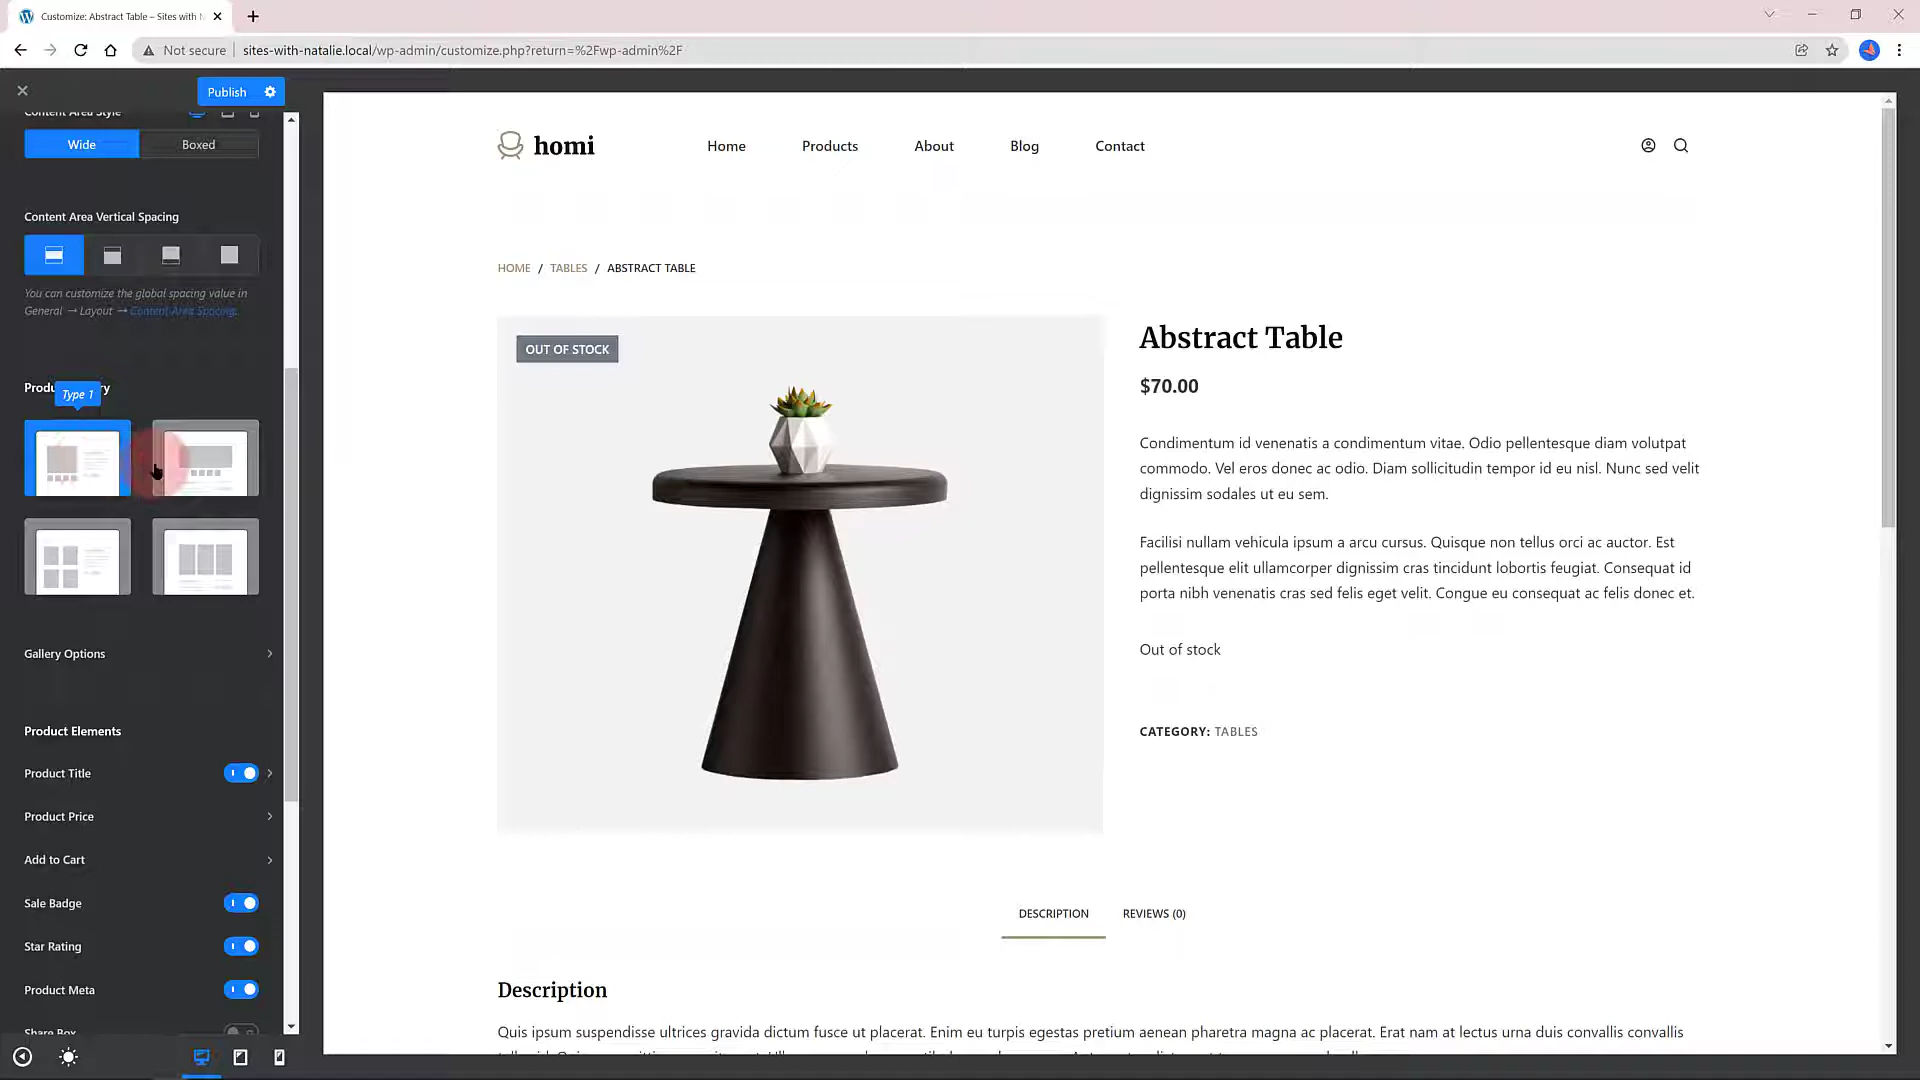 Customize: Abstract Table – Sites with N
Not secure
sites-with-natalie.local/wp-admin/customize.php?return=%2Fwp-admin%2F
Publish
Content Area Style
Wide
Boxed
Content Area Vertical Spacing
You can customize the global spacing value in
General → Layout → Content Area Spacing.
Type 1
Gallery Options
Product Elements
Product Title
Product Price
Add to Cart
Sale Badge
Star Rating
Product Meta
Share Box
homi
Home
Products
About
Blog
Contact
HOME / TABLES / ABSTRACT TABLE
OUT OF STOCK
Abstract Table
$70.00
Condimentum id venenatis a condimentum vitae. Odio pellentesque diam volutpat
commodo. Vel eros donec ac odio. Diam sollicitudin tempor id eu nisl. Nunc sed velit
dignissim sodales ut eu sem.
Facilisi nullam vehicula ipsum a arcu cursus. Quisque non tellus orci ac auctor. Est
pellentesque elit ullamcorper dignissim cras tincidunt lobortis feugiat. Consequat id
porta nibh venenatis cras sed felis eget velit. Congue eu consequat ac felis donec et.
Out of stock
CATEGORY: TABLES
DESCRIPTION
REVIEWS (0)
Description
Quis ipsum suspendisse ultrices gravida dictum fusce ut placerat. Enim eu turpis egestas pretium aenean pharetra magna ac placerat. Erat nam at lectus urna duis convallis convallis